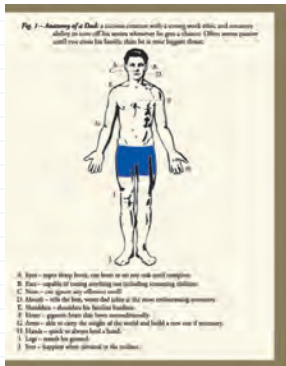 Fig. 1 – Anatomy of a Dad: a curious creature with a strong work ethic and uncanny
ability to turn off his senses whenever he gets a chance. Often seems passive
until you cross his family, then he is your biggest threat.
A
B
C
D
E
F
G
H
I
J
A Eyes – super sharp focus, can hone in on any task until complete.
B Ears – capable of tuning anything out including screaming children.
C Nose – can ignore any offensive smell.
D Mouth – tells the best, worst dad jokes at the most embarrassing moments.
E Shoulders – shoulders his families burdens.
F Heart – gigantic heart that loves unconditionally.
G Arms – able to carry the weight of the world and build a new one if necessary.
H Hands – quick to always lend a hand.
I Legs – stands his ground.
J Feet – happiest when elevated in the recliner.